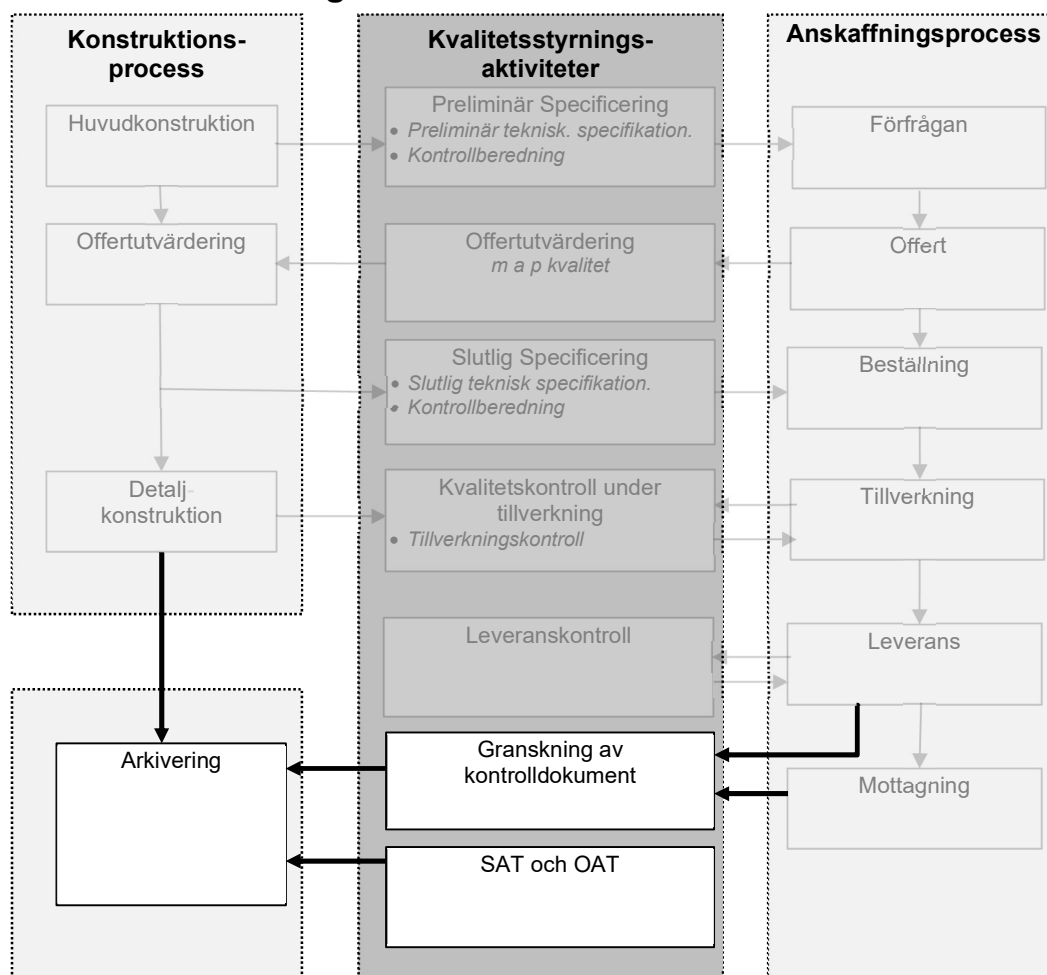 Konstruktions-
process
Huvudkonstruktion
Offertutvärdering
Detalj-
konstruktion
Arkivering
Kvalitetsstyrnings-
aktiviteter
Preliminär Specificering
• Preliminär teknisk. specifikation.
• Kontrollberedning
Offertutvärdering
m a p kvalitet
Slutlig Specificering
• Slutlig teknisk specifikation.
• Kontrollberedning
Kvalitetskontroll under
tillverkning
• Tillverkningskontroll
Leveranskontroll
Granskning av
kontrolldokument
SAT och OAT
Anskaffningsprocess
Förfrågan
Offert
Beställning
Tillverkning
Leverans
Mottagning